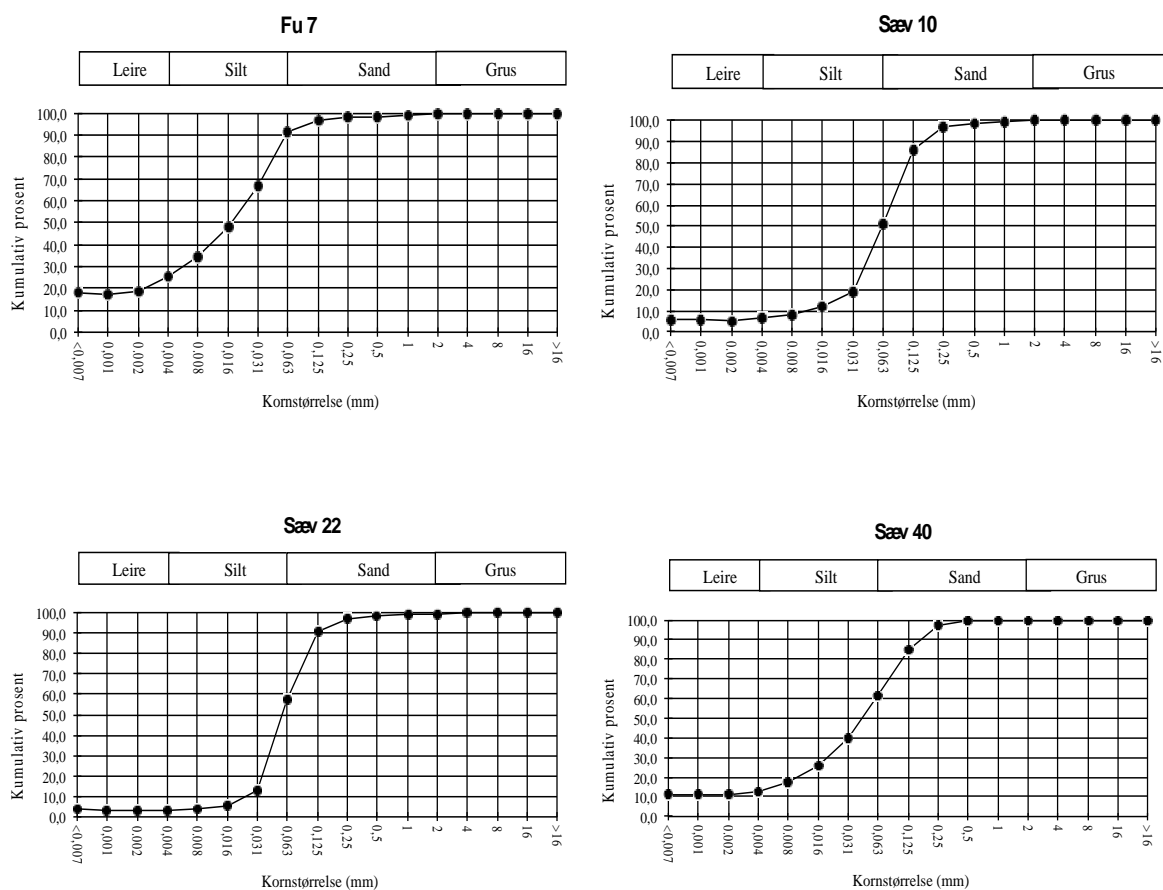 Fu 7
Leire Silt Sand Grus
100,0
90,0
80,0
70,0
60,0
50,0
40,0
30,0
20,0
10,0
0,0
Kumulativ prosent
<0,007 0,001 0.002 0,004 0.008 0,016 0,031 0,063 0,125 0,25 0,5 1 2 4 8 16 >16
Kornstørrelse (mm)
Sæv 10
Leire Silt Sand Grus
100,0
90,0
80,0
70,0
60,0
50,0
40,0
30,0
20,0
10,0
0,0
Kumulativ prosent
<0,007 0,001 0.002 0,004 0.008 0,016 0,031 0,063 0,125 0,25 0,5 1 2 4 8 16 >16
Kornstørrelse (mm)
Sæv 22
Leire Silt Sand Grus
100,0
90,0
80,0
70,0
60,0
50,0
40,0
30,0
20,0
10,0
0,0
Kumulativ prosent
<0,007 0,001 0.002 0,004 0.008 0,016 0,031 0,063 0,125 0,25 0,5 1 2 4 8 16 >16
Kornstørrelse (mm)
Sæv 40
Leire Silt Sand Grus
100,0
90,0
80,0
70,0
60,0
50,0
40,0
30,0
20,0
10,0
0,0
Kumulativ prosent
<0,007 0,001 0.002 0,004 0.008 0,016 0,031 0,063 0,125 0,25 0,5 1 2 4 8 16 >16
Kornstørrelse (mm)